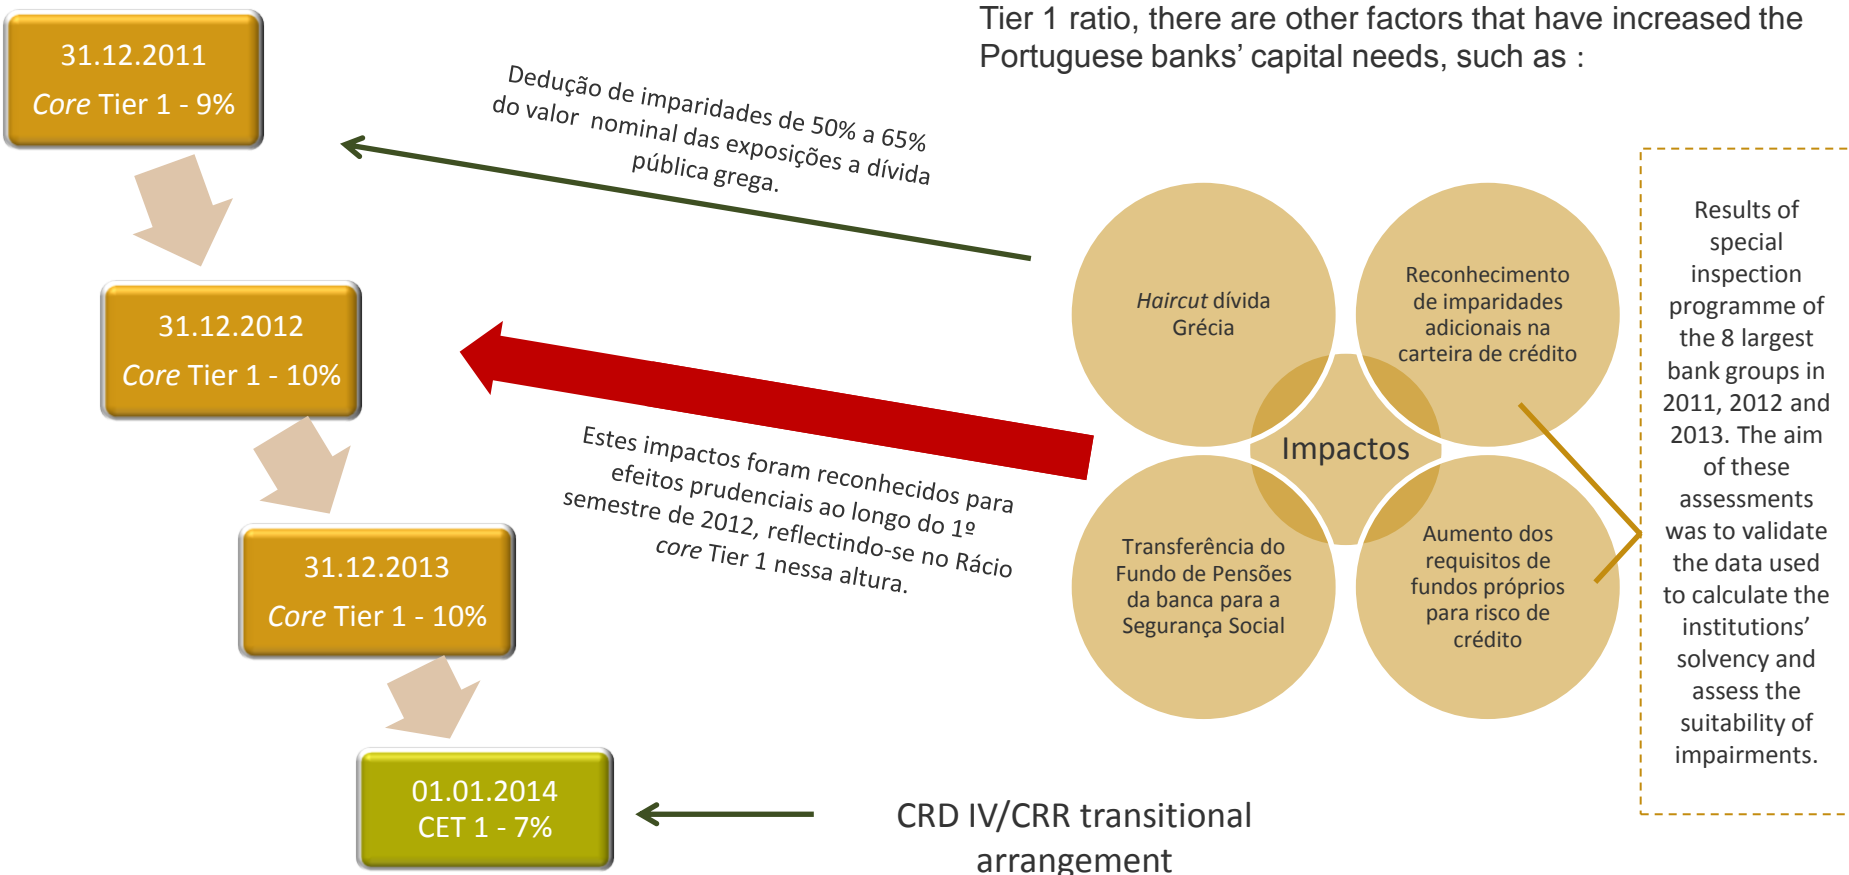 Tier 1 ratio, there are other factors that have increased the
Portuguese banks’ capital needs, such as :
31.12.2011
Core Tier 1 - 9%
Dedução de imparidades de 50% a 65%
do valor nominal das exposições a dívida
pública grega.
31.12.2012
Core Tier 1 - 10%
Estes impactos foram reconhecidos para
efeitos prudenciais ao longo do 1º
semestre de 2012, reflectindo-se no Rácio
core Tier 1 nessa altura.
31.12.2013
Core Tier 1 - 10%
01.01.2014
CET 1 - 7%
CRD IV/CRR transitional
arrangement
Haircut dívida
Grécia
Reconhecimento
de imparidades
adicionais na
carteira de crédito
Impactos
Transferência do
Fundo de Pensões
da banca para a
Segurança Social
Aumento dos
requisitos de
fundos próprios
para risco de
crédito
Results of
special
inspection
programme of
the 8 largest
bank groups in
2011, 2012 and
2013. The aim
of these
assessments
was to validate
the data used
to calculate the
institutions’
solvency and
assess the
suitability of
impairments.